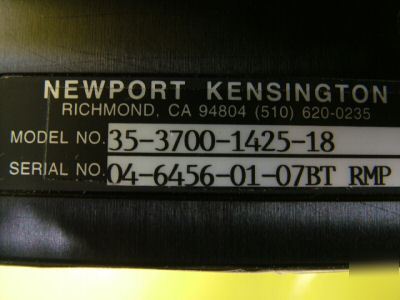 NEWPORT KENSINGTON
RICHMOND, CA 94804 (510) 620-0235
MODEL NO. 35-3700-1425-18
SERIAL NO. 04-6456-01-07BT RMP